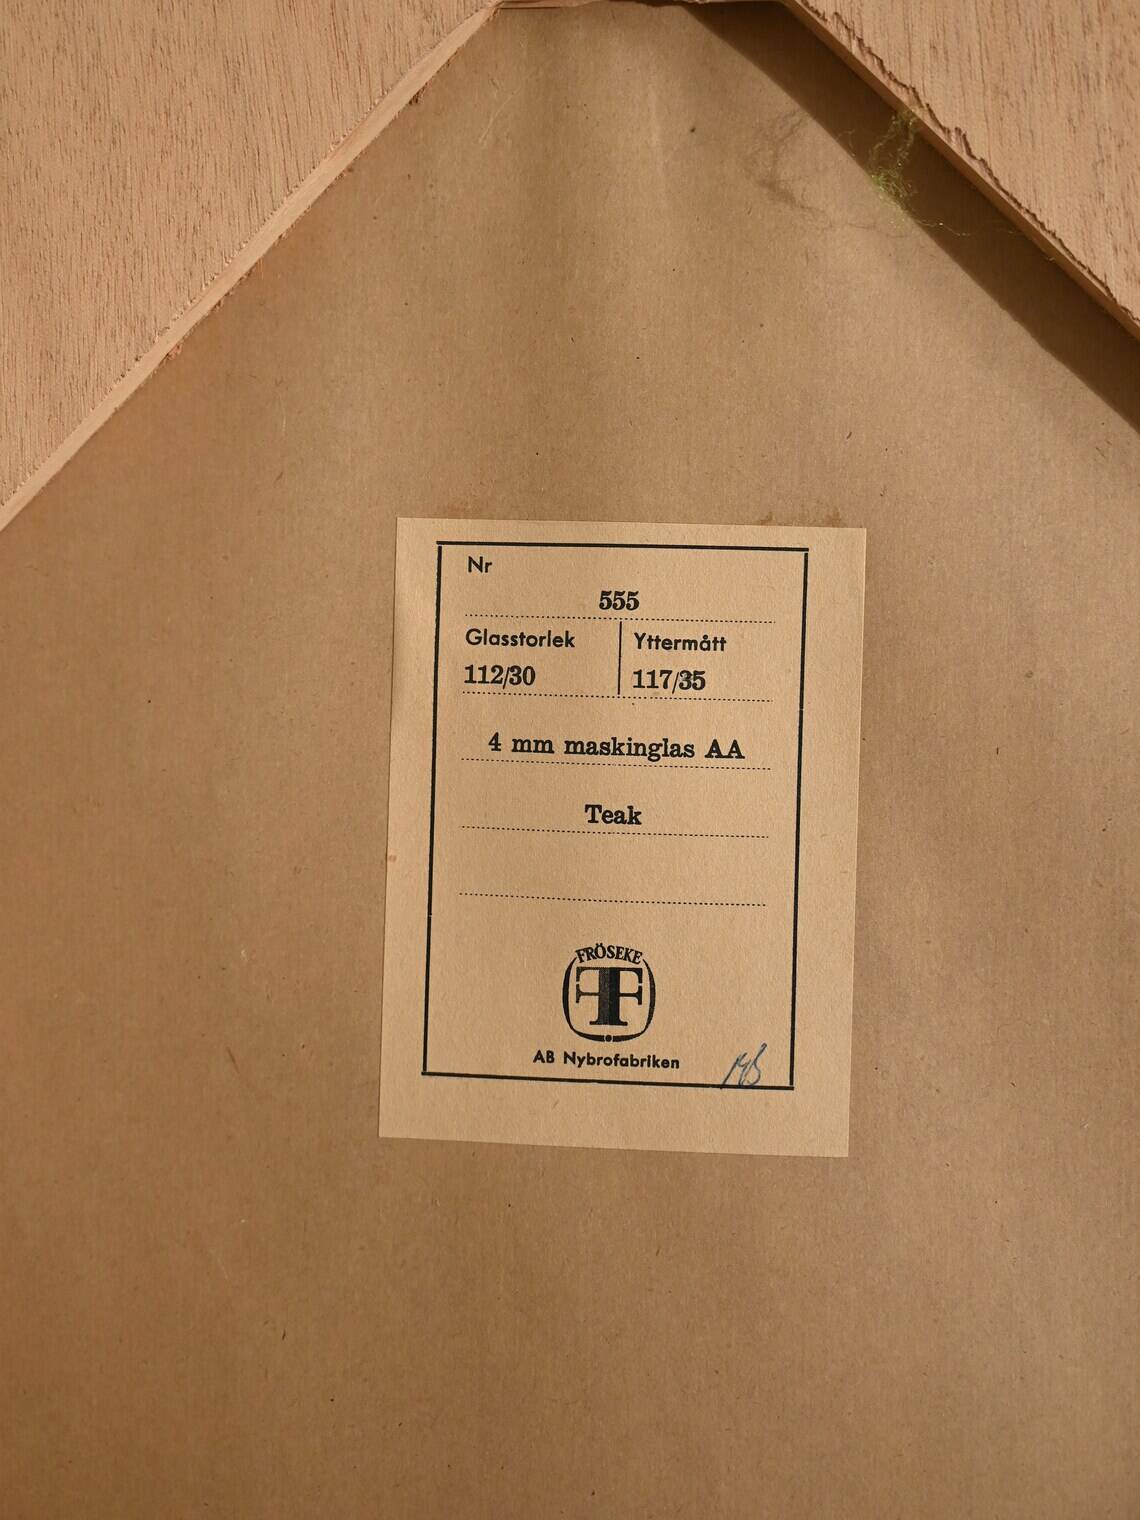 Nr
555
Glasstorlek Yttermått
112/30 117/35
4 mm maskinglas AA
Teak
FRÖSEKE
F
AB Nybrofabriken